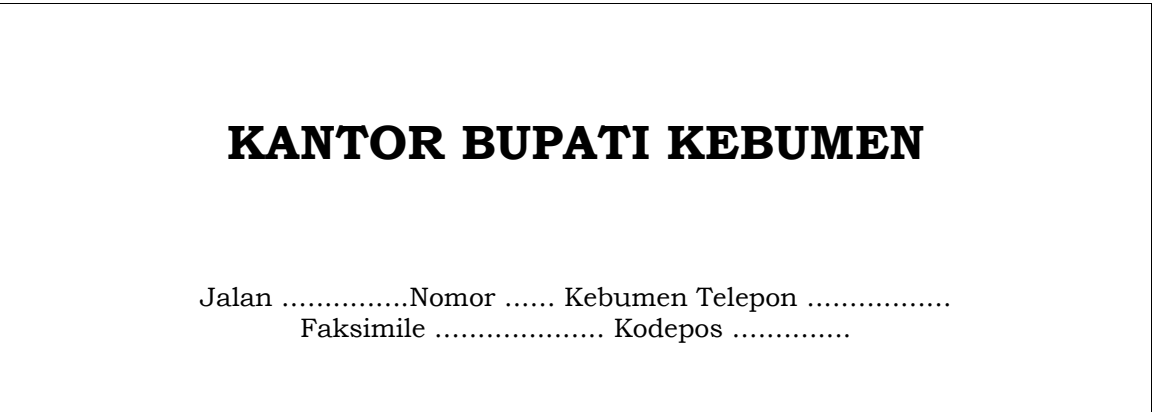 KANTOR BUPATI KEBUMEN
Jalan ..............Nomor ...... Kebumen Telepon .................
Faksimile .................... Kodepos ..............